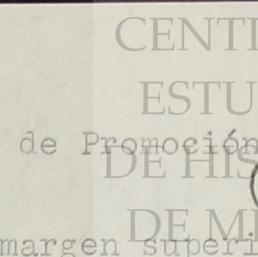 CENT
ESTU
de Promoción
DE HIS
DE M
margen superi